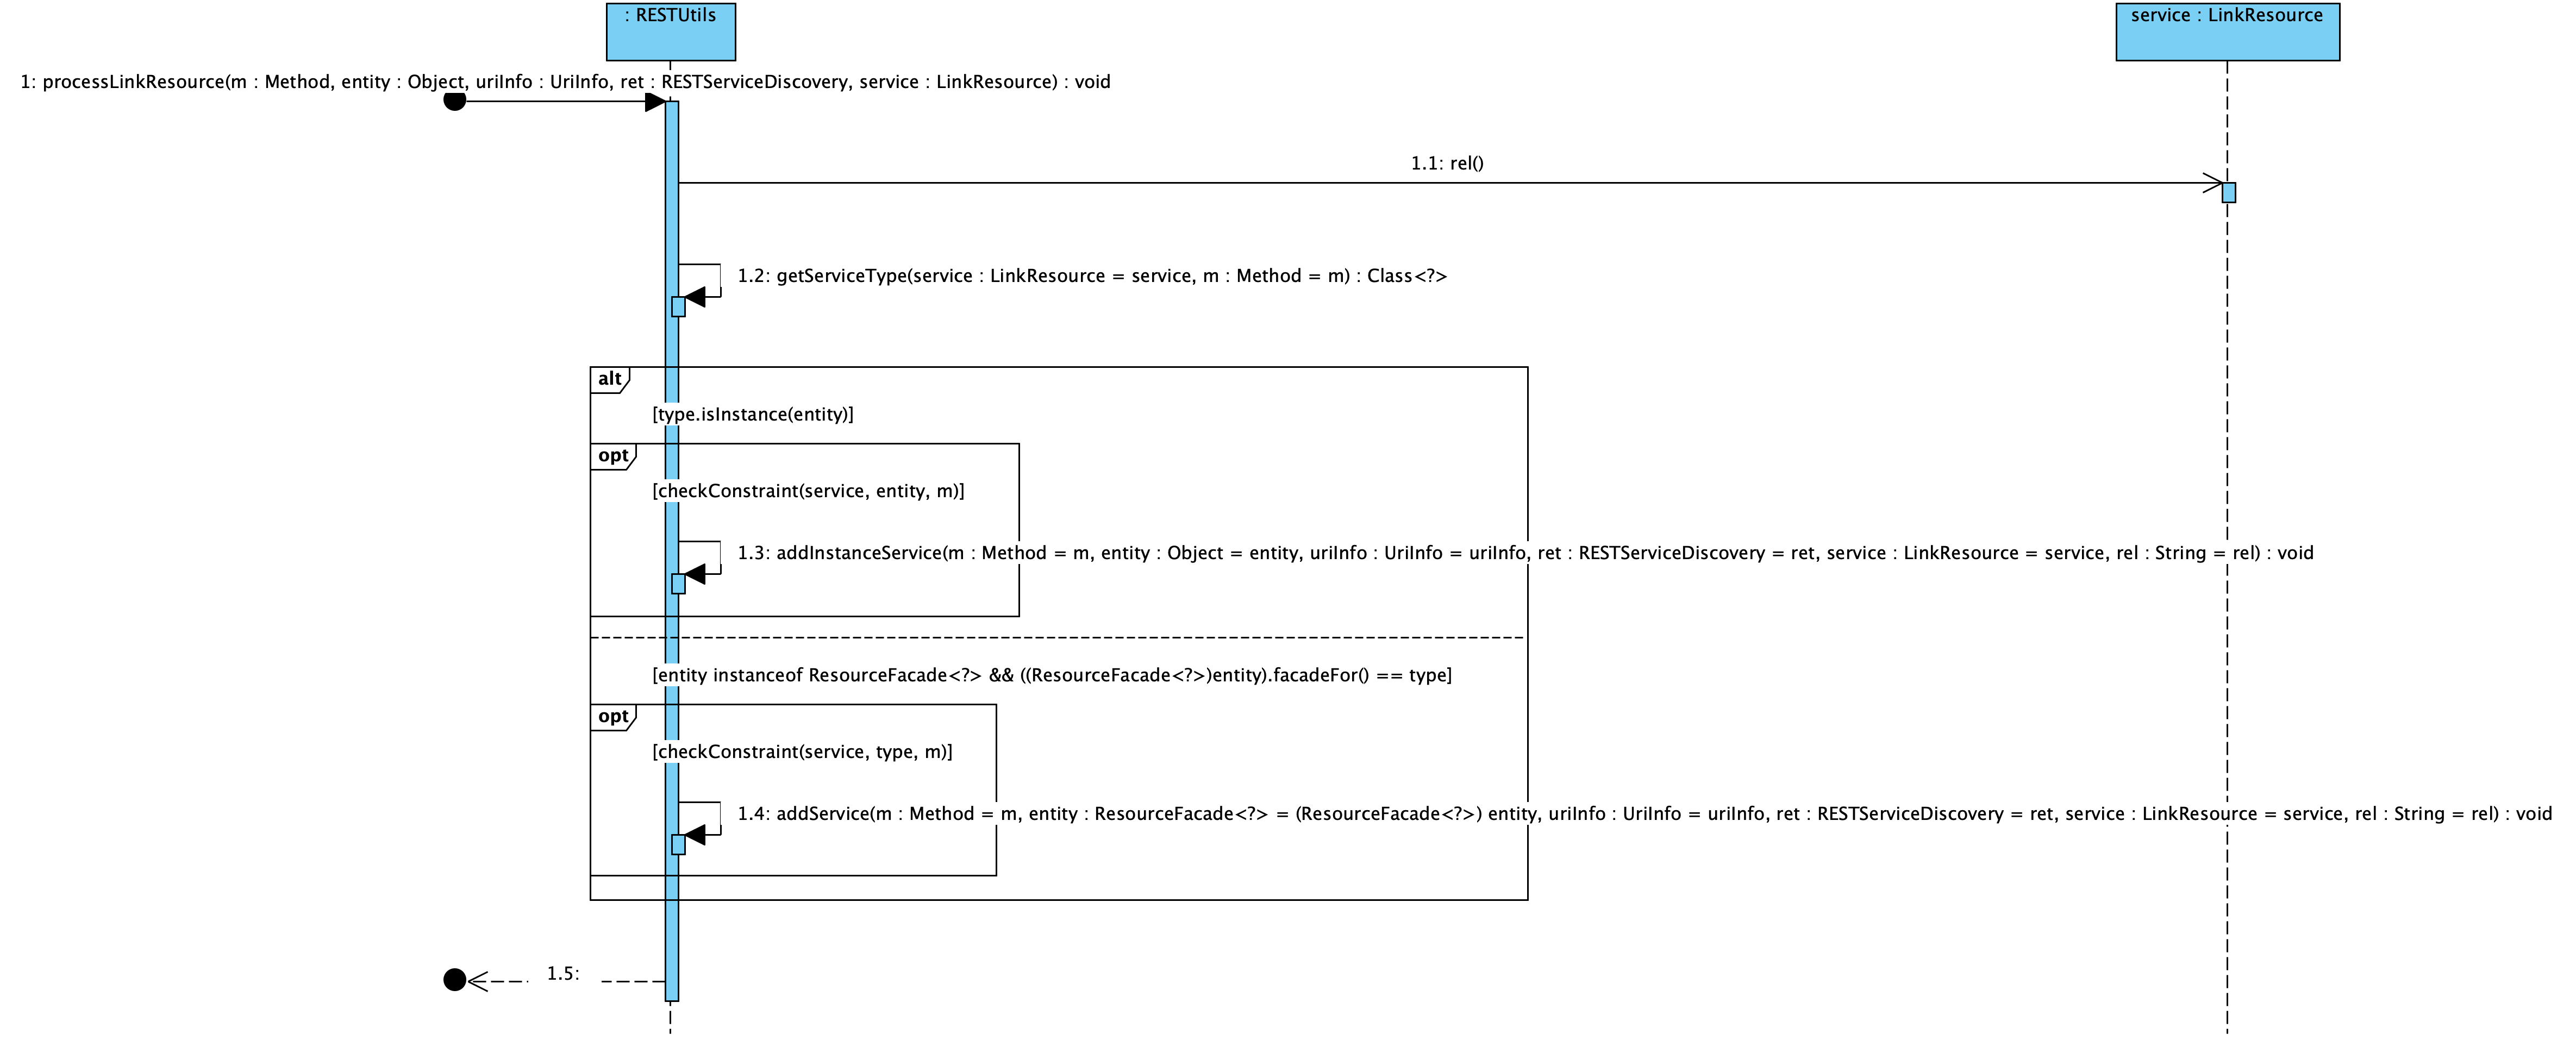 : RESTUtils
service : LinkResource
1: processLinkResource(m : Method, entity : Object, uriInfo : UriInfo, ret : RESTServiceDiscovery, service : LinkResource) : void
1.1: rel()
1.2: getServiceType(service : LinkResource = service, m : Method = m) : Class<?>
alt
[type.isInstance(entity)]
opt
[checkConstraint(service, entity, m)]
1.3: addInstanceService(m : Method = m, entity : Object = entity, uriInfo : UriInfo = uriInfo, ret : RESTServiceDiscovery = ret, service : LinkResource = service, rel : String = rel) : void
[entity instanceof ResourceFacade<?> && ((ResourceFacade<?>)entity).facadeFor() == type]
opt
[checkConstraint(service, type, m)]
1.4: addService(m : Method = m, entity : ResourceFacade<?> = (ResourceFacade<?>) entity, uriInfo : UriInfo = uriInfo, ret : RESTServiceDiscovery = ret, service : LinkResource = service, rel : String = rel) : void
1.5: